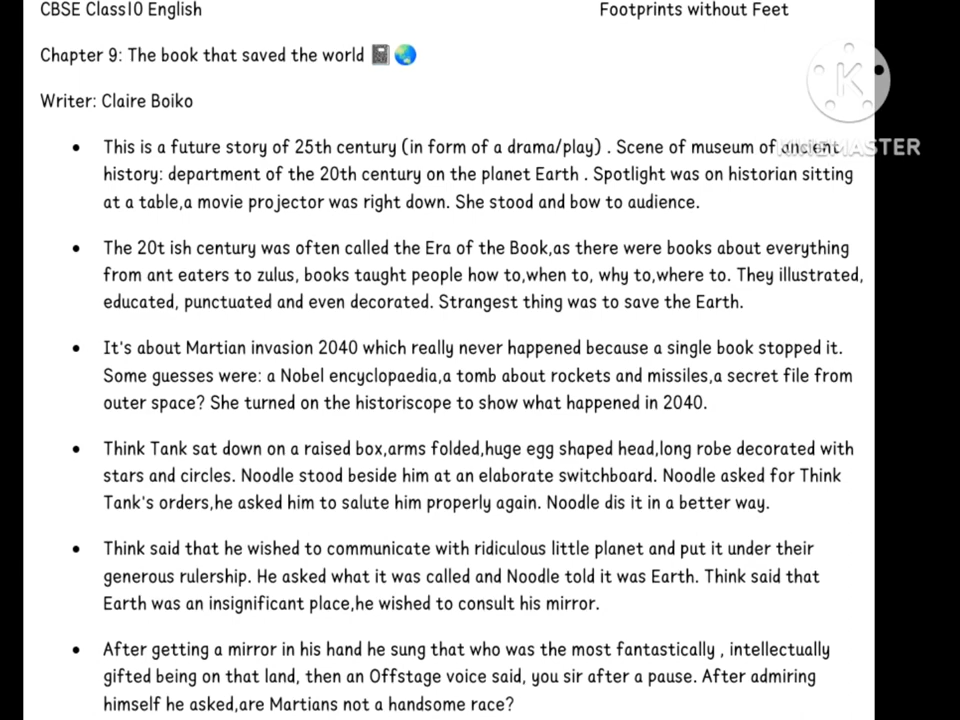 CBSE Class10 English Footprints without Feet
Chapter 9: The book that saved the world
Writer: Claire Boiko
• This is a future story of 25th century (in form of a drama/play) . Scene of museum of ancient
history: department of the 20th century on the planet Earth . Spotlight was on historian sitting
at a table,a movie projector was right down. She stood and bow to audience.
• The 20t ish century was often called the Era of the Book,as there were books about everything
from ant eaters to zulus, books taught people how to,when to, why to,where to. They illustrated,
educated, punctuated and even decorated. Strangest thing was to save the Earth.
• It's about Martian invasion 2040 which really never happened because a single book stopped it.
Some guesses were: a Nobel encyclopaedia,a tomb about rockets and missiles,a secret file from
outer space? She turned on the historiscope to show what happened in 2040.
• Think Tank sat down on a raised box,arms folded,huge egg shaped head,long robe decorated with
stars and circles. Noodle stood beside him at an elaborate switchboard. Noodle asked for Think
Tank's orders,he asked him to salute him properly again. Noodle dis it in a better way.
• Think said that he wished to communicate with ridiculous little planet and put it under their
generous rulership. He asked what it was called and Noodle told it was Earth. Think said that
Earth was an insignificant place,he wished to consult his mirror.
• After getting a mirror in his hand he sung that who was the most fantastically , intellectually
gifted being on that land, then an Offstage voice said, you sir after a pause. After admiring
himself he asked,are Martians not a handsome race?
K
KINEMASTER